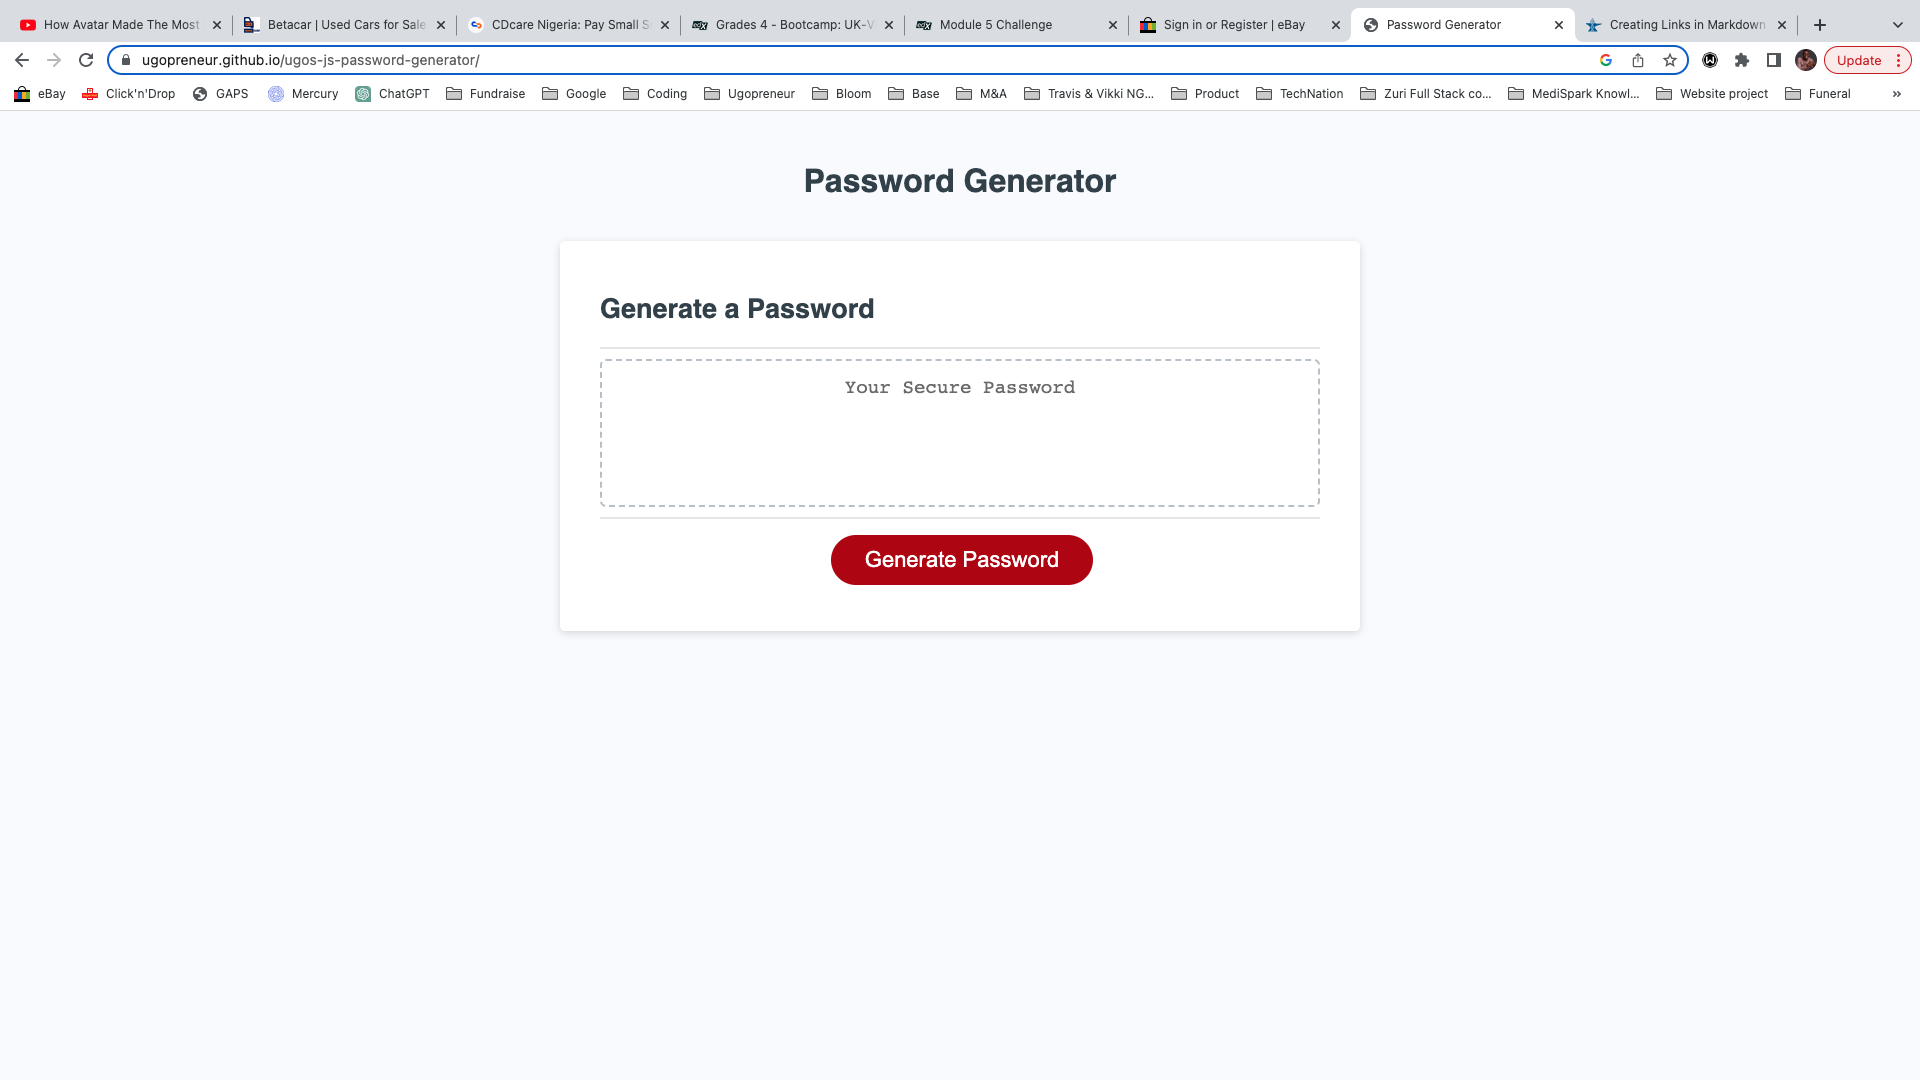 How Avatar Made The Most
Betacar | Used Cars for Sale
CDcare Nigeria: Pay Small S
Grades 4 - Bootcamp: UK-V
Module 5 Challenge
Sign in or Register | eBay
Password Generator
Creating Links in Markdown
ugopreneur.github.io/ugos-js-password-generator/
Update
eBay
Click'n'Drop
GAPS
Mercury
ChatGPT
Fundraise
Google
Coding
Ugopreneur
Bloom
Base
M&A
Travis & Vikki NG...
Product
TechNation
Zuri Full Stack co...
MediSpark Knowl...
Website project
Funeral
»
Password Generator
Generate a Password
Your Secure Password
Generate Password